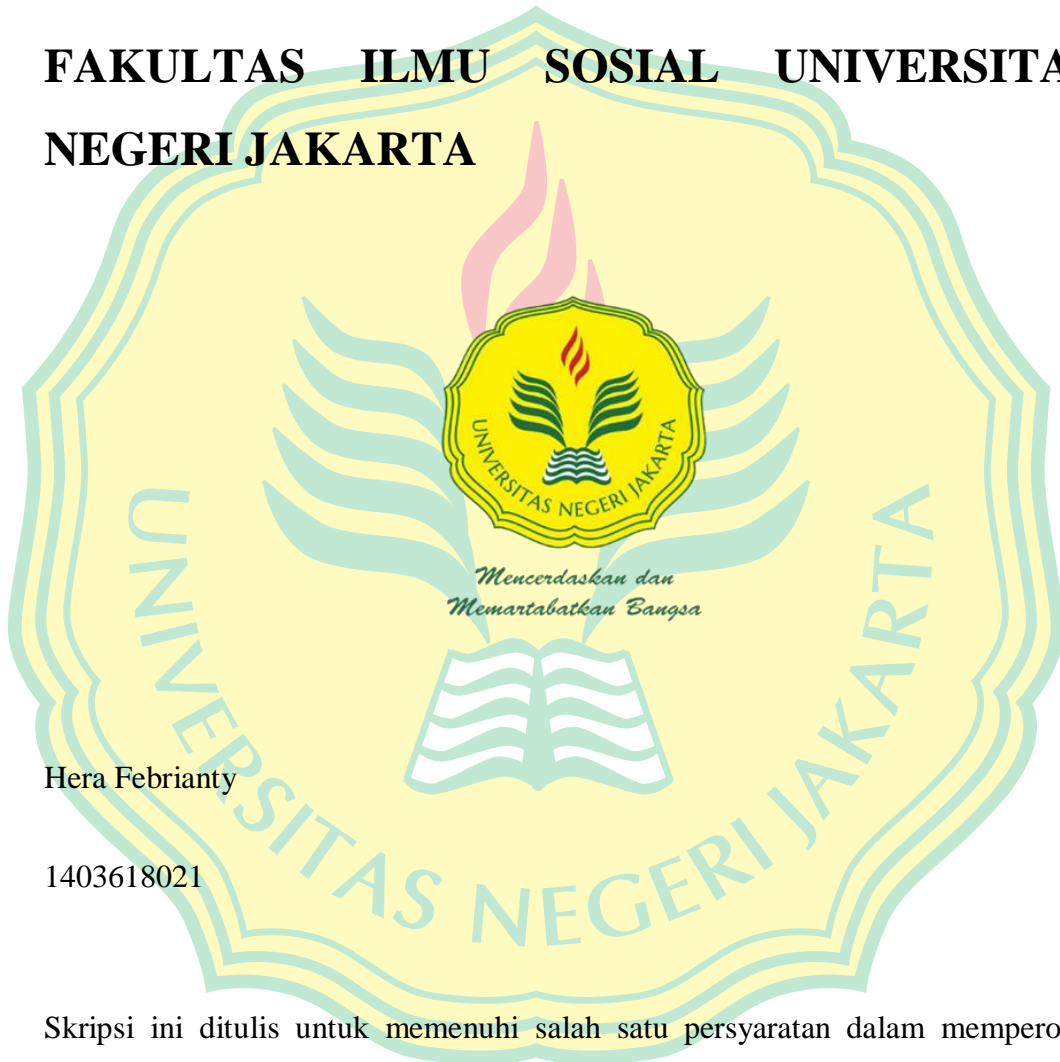 FAKULTAS ILMU SOSIAL UNIVERSITA
NEGERI JAKARTA
UNIVERSITAS NEGERI JAKARTA
Mencerdaskan dan
Memartabatkan Bangsa
Hera Febrianty
1403618021
UNIVERSITAS NEGERI JAKARTA
Skripsi ini ditulis untuk memenuhi salah satu persyaratan dalam mempero